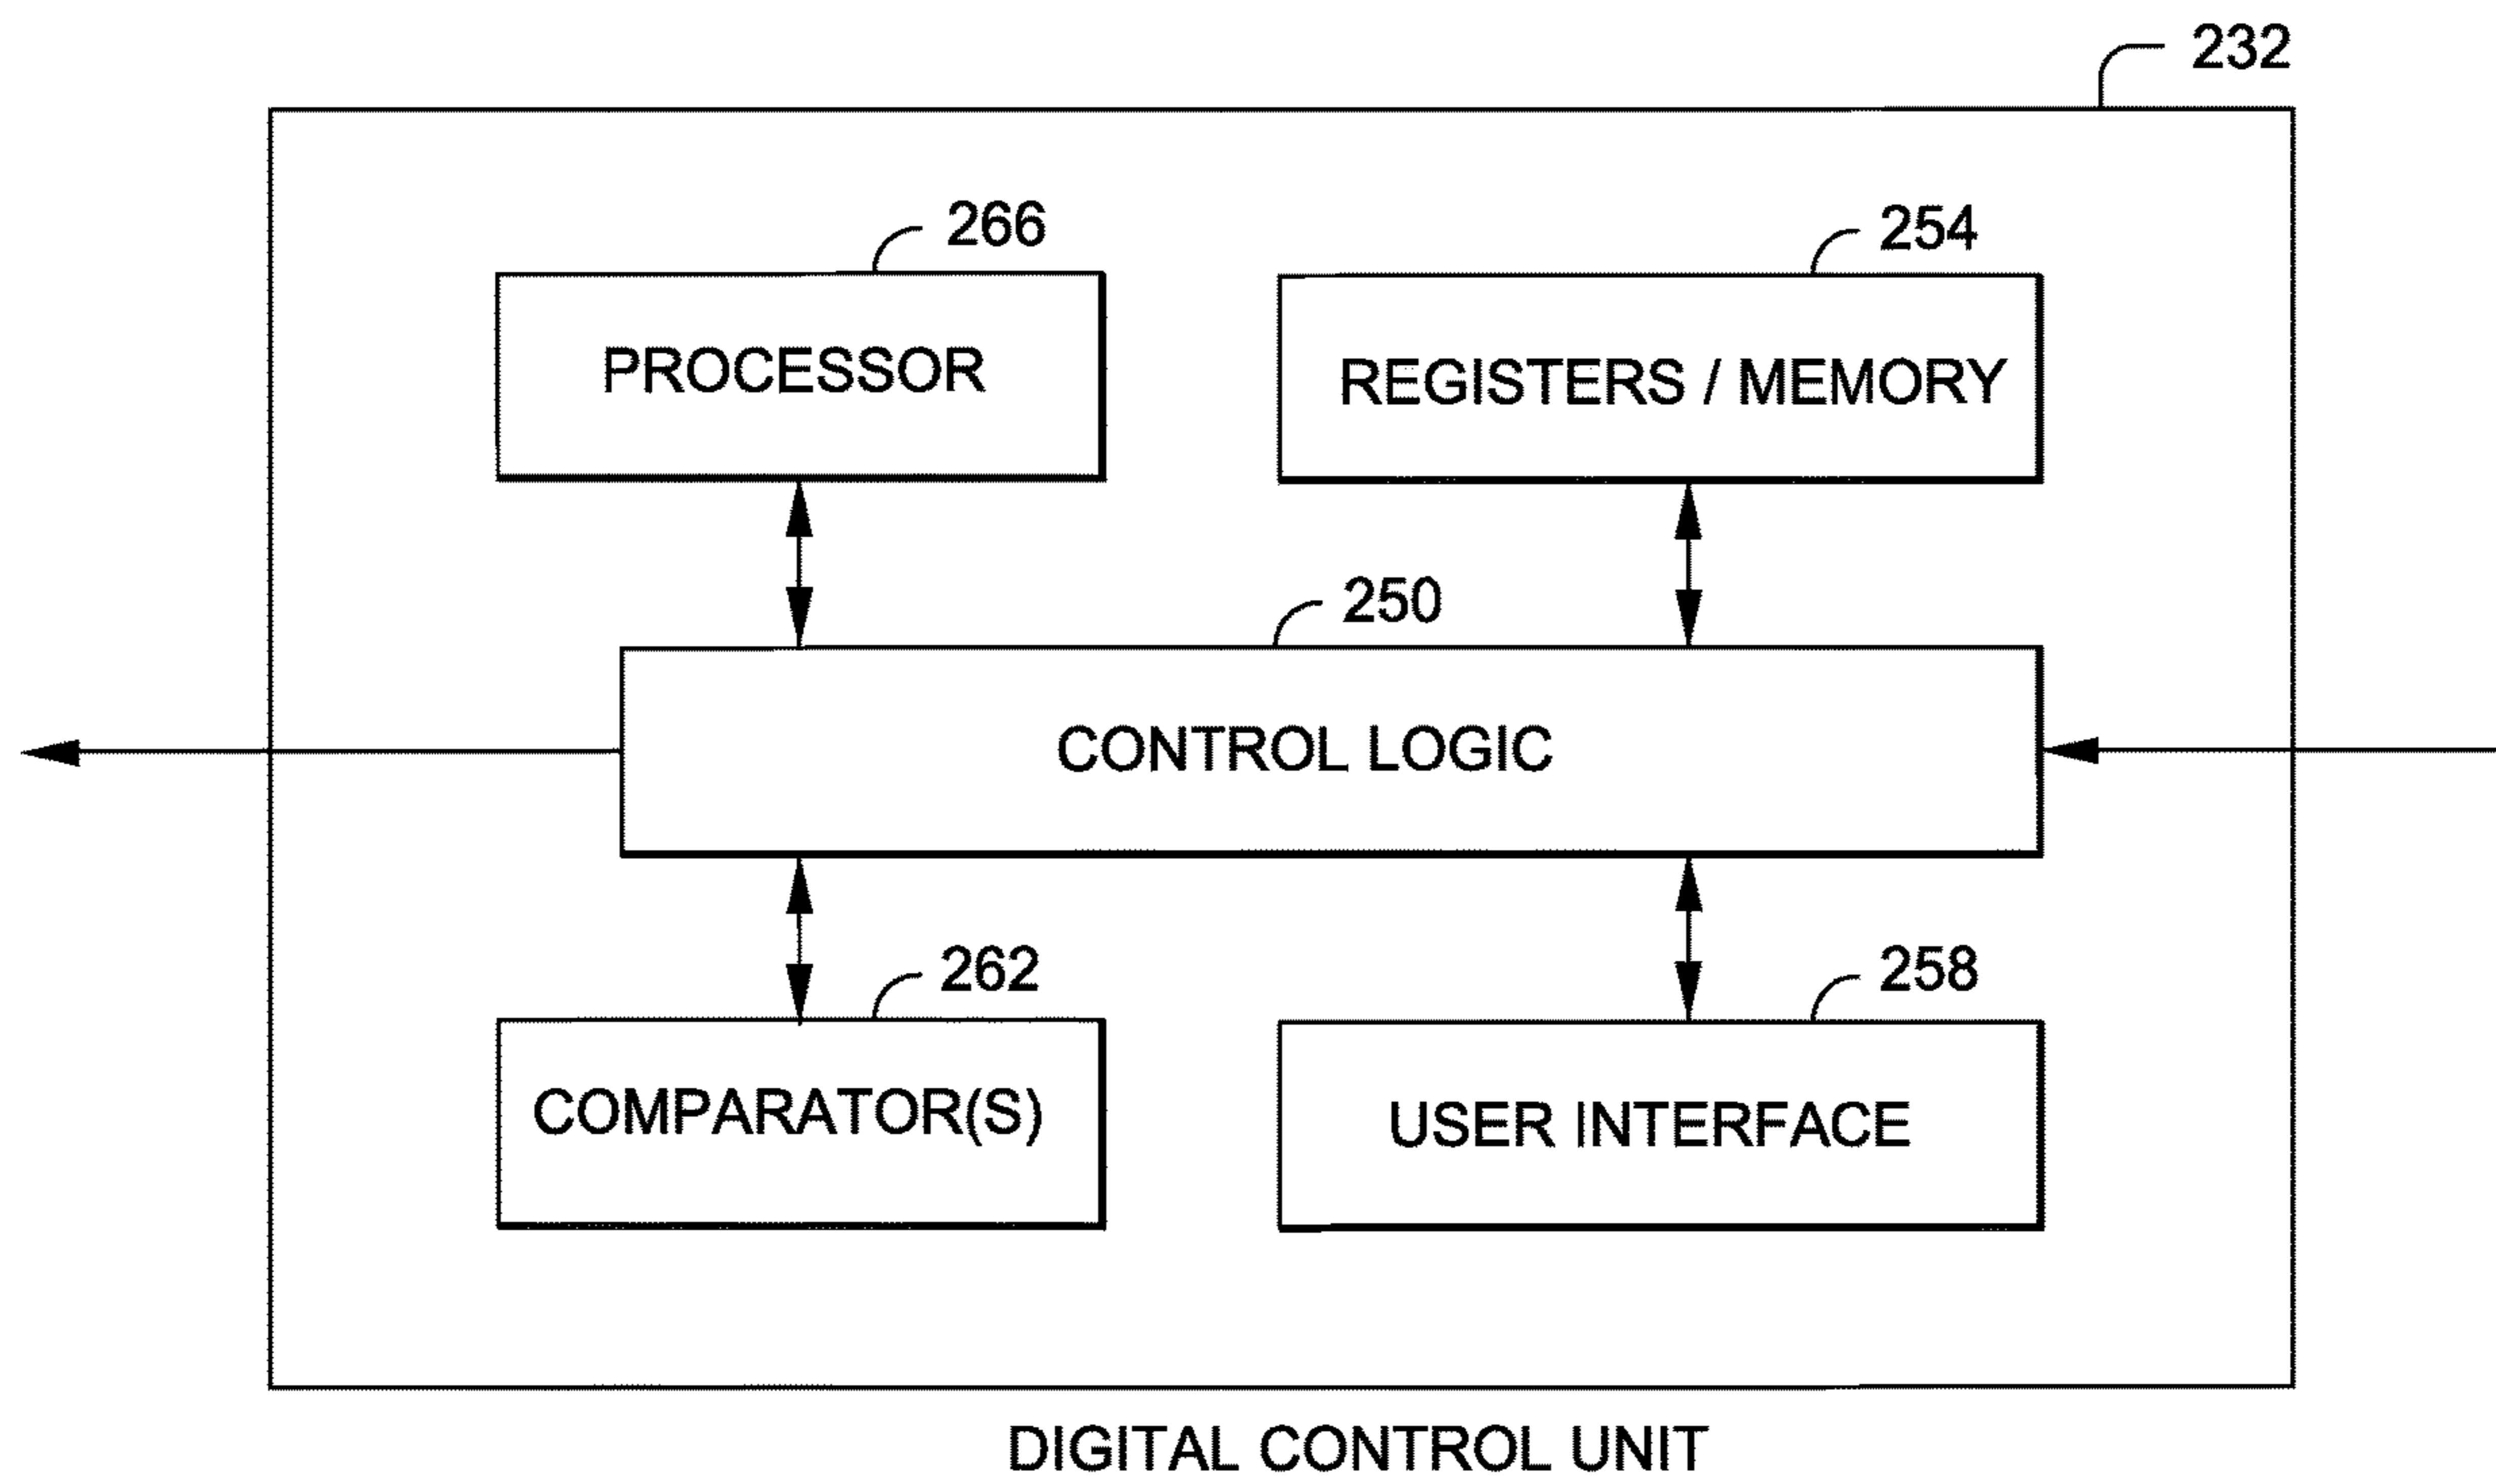 232
266
254
PROCESSOR
REGISTERS / MEMORY
250
CONTROL LOGIC
262
258
COMPARATOR(S)
USER INTERFACE
DIGITAL CONTROL UNIT